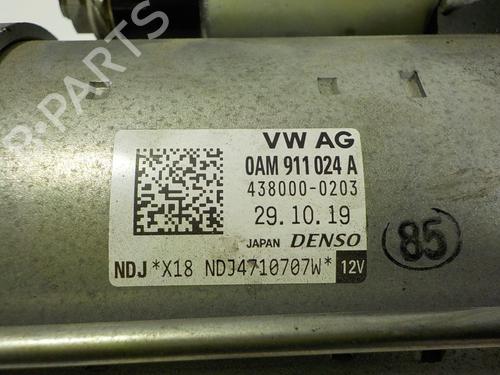 VW AG
0AM 911 024 A
438000-0203
29.10.19
JAPAN DENSO
NDJ *X18 NDJ4710707W* 12V
85
B-Parts